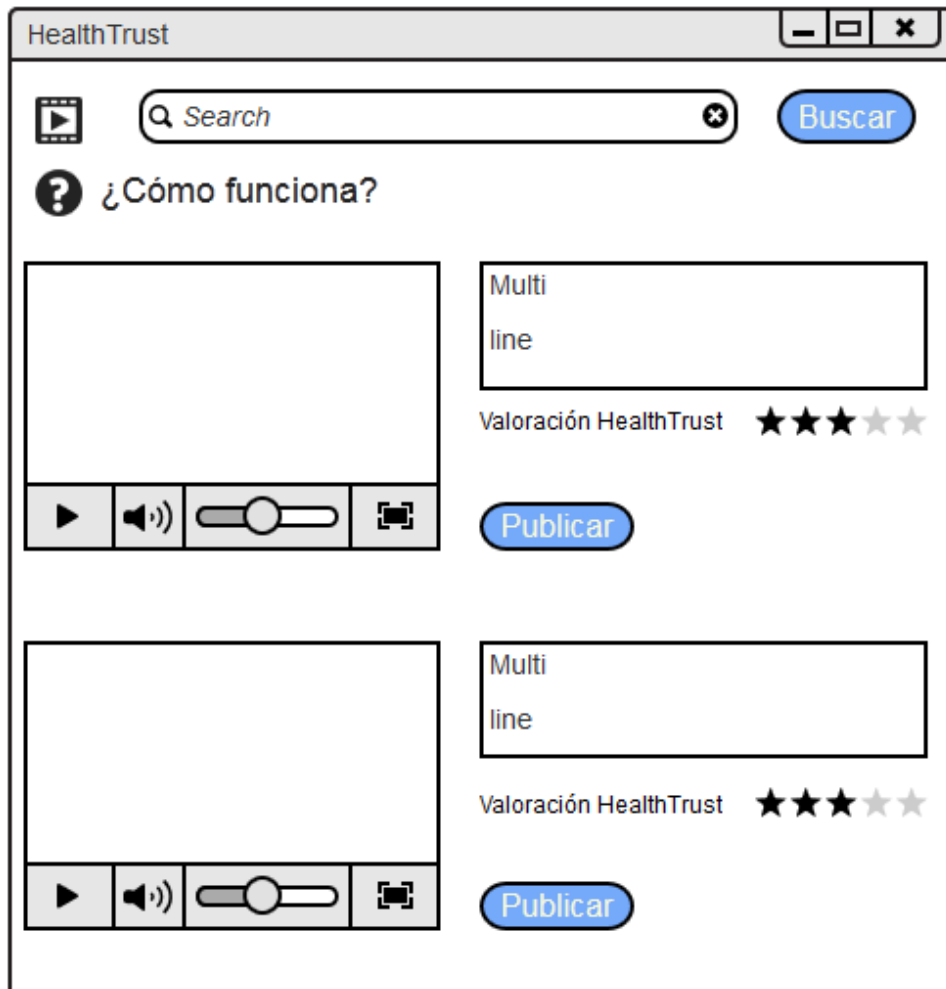 HealthTrust
Search
Buscar
¿Cómo funciona?
Multi
line
Valoración HealthTrust
Publicar
Multi
line
Valoración HealthTrust
Publicar